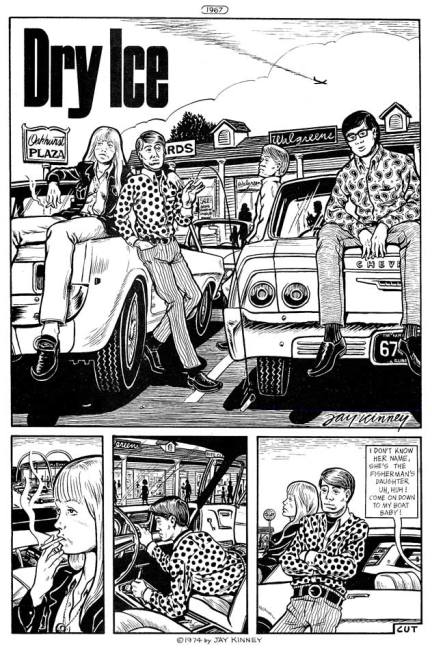 1967
Dry Ice
Oakhurst
PLAZA
RDS
Walgreens
CHEV
67
Jay Kinney
greens
I DON'T KNOW
HER NAME,
SHE'S THE
FISHERMAN'S
DAUGHTER
UH, HUH!
COME ON DOWN
TO MY BOAT
BABY!
CUT
©1974 by JAY KINNEY